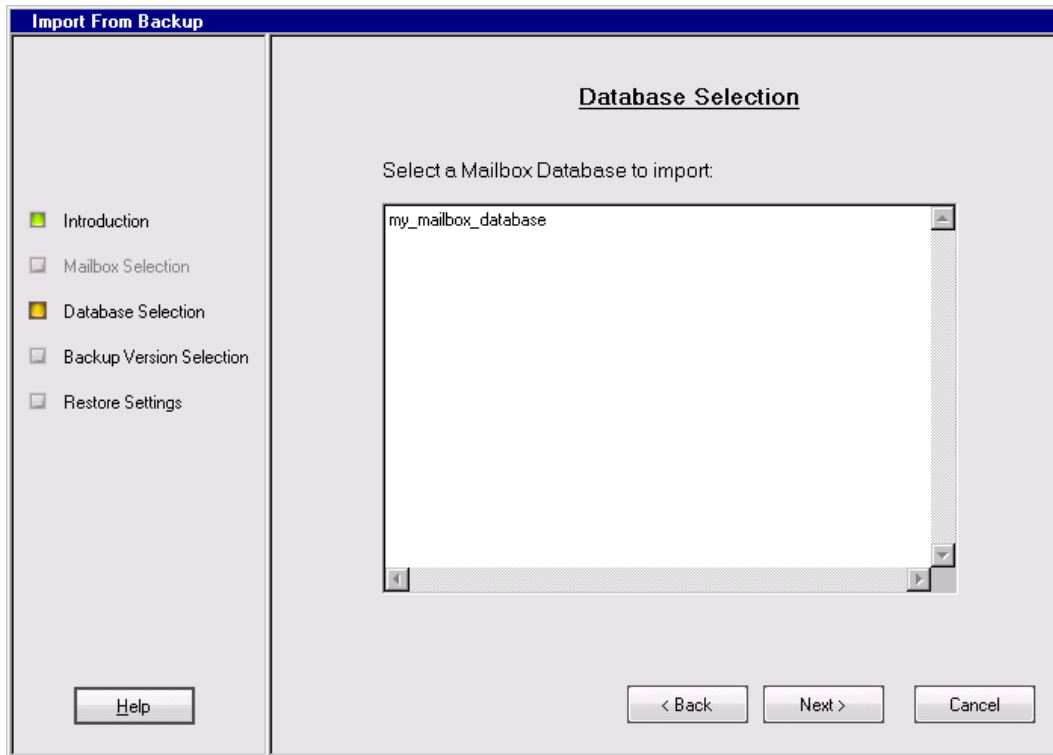 Import From Backup
Introduction
Mailbox Selection
Database Selection
Backup Version Selection
Restore Settings
Help
Database Selection
Select a Mailbox Database to import:
my_mailbox_database
< Back
Next >
Cancel